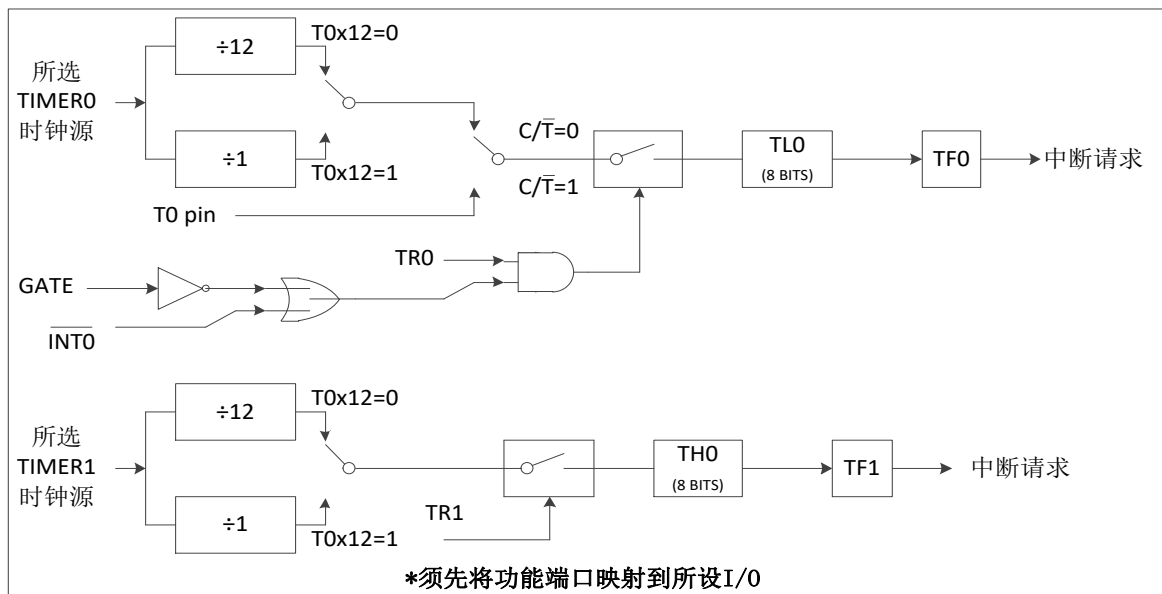 ÷12
T0x12=0
所选
TIMER0
时钟源
÷1
T0x12=1
C/T̅=0
C/T̅=1
TL0
(8 BITS)
TF0
中断请求
T0 pin
TR0
GATE
I̅N̅T̅0̅
÷12
T0x12=0
所选
TIMER1
时钟源
÷1
T0x12=1
TR1
TH0
(8 BITS)
TF1
中断请求
*须先将功能端口映射到所设I/0